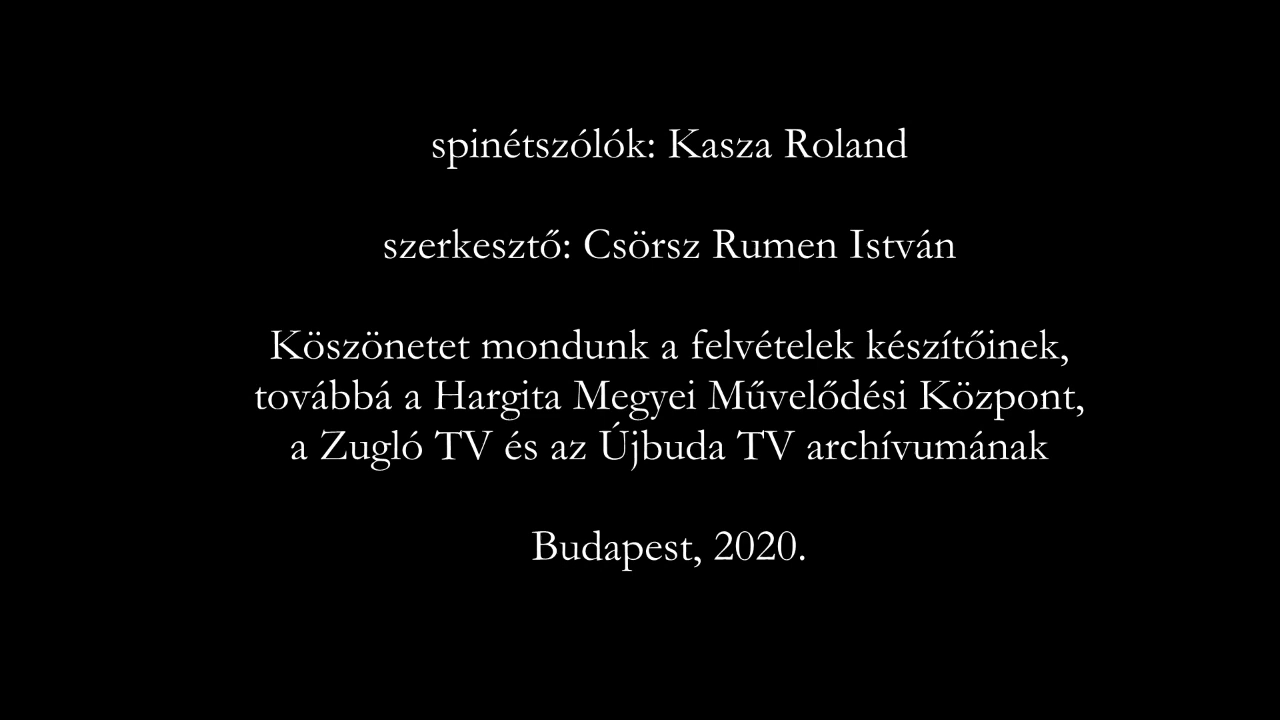 spinétszólók: Kasza Roland
szerkesztő: Csörsz Rumen István
Köszönetet mondunk a felvételek készítőinek,
továbbá a Hargita Megyei Művelődési Központ,
a Zugló TV és az Újbuda TV archívumának
Budapest, 2020.